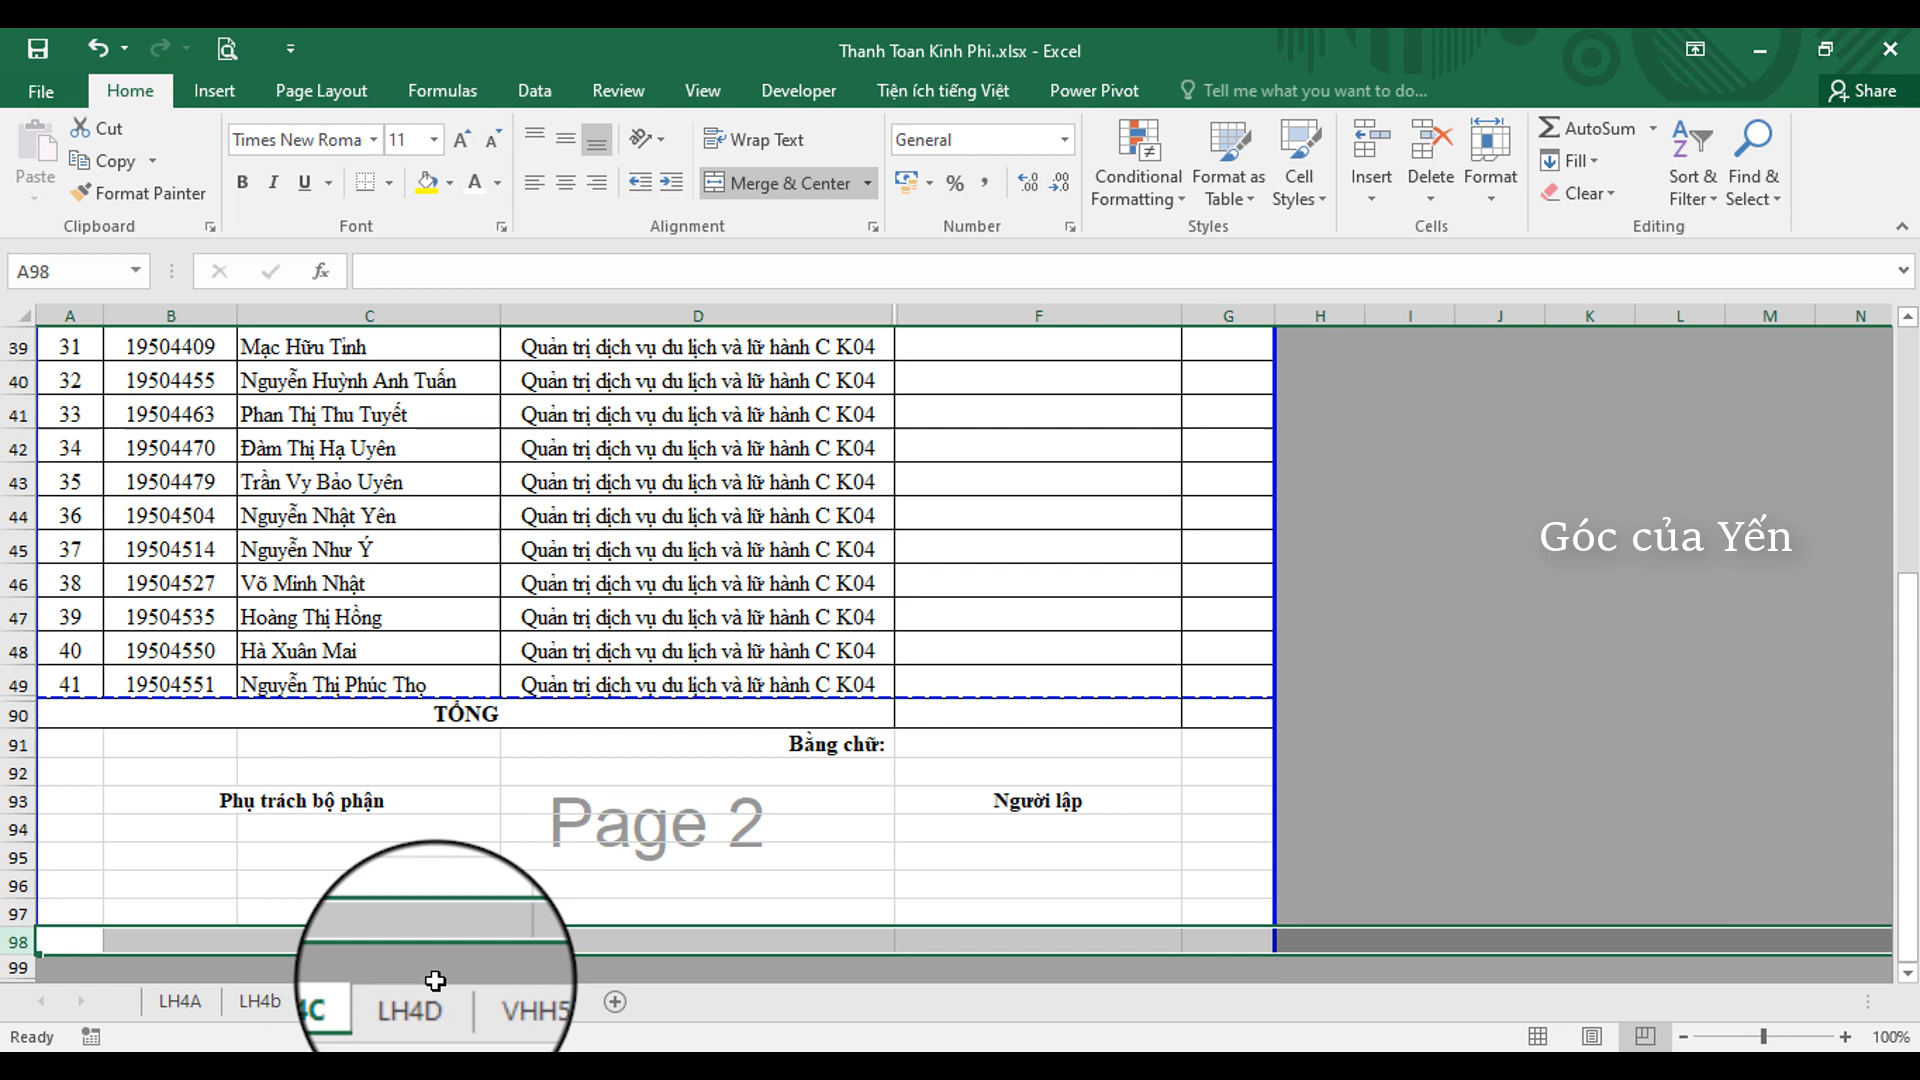 Thanh Toan Kinh Phi..xlsx - Excel
File Home Insert Page Layout Formulas Data Review View Developer Tiện ích tiếng Việt Power Pivot Tell me what you want to do... Share
Paste
Cut
Copy
Format Painter
Clipboard
Times New Roma 11
B I U
Font
Wrap Text
Merge & Center
Alignment
General
%
Number
Conditional Formatting
Format as Table
Cell Styles
Styles
Insert
Delete
Format
Cells
AutoSum
Fill
Clear
Sort & Filter
Find & Select
Editing
A98
fx
A B C D F G H I J K L M N
39 31 19504409 Mạc Hữu Tình Quản trị dịch vụ du lịch và lữ hành C K04
40 32 19504455 Nguyễn Huỳnh Anh Tuấn Quản trị dịch vụ du lịch và lữ hành C K04
41 33 19504463 Phan Thị Thu Tuyết Quản trị dịch vụ du lịch và lữ hành C K04
42 34 19504470 Đàm Thị Hạ Uyên Quản trị dịch vụ du lịch và lữ hành C K04
43 35 19504479 Trần Vy Bảo Uyên Quản trị dịch vụ du lịch và lữ hành C K04
44 36 19504504 Nguyễn Nhật Yên Quản trị dịch vụ du lịch và lữ hành C K04
45 37 19504514 Nguyễn Như Ý Quản trị dịch vụ du lịch và lữ hành C K04
46 38 19504527 Võ Minh Nhật Quản trị dịch vụ du lịch và lữ hành C K04
47 39 19504535 Hoàng Thị Hồng Quản trị dịch vụ du lịch và lữ hành C K04
48 40 19504550 Hà Xuân Mai Quản trị dịch vụ du lịch và lữ hành C K04
49 41 19504551 Nguyễn Thị Phúc Thọ Quản trị dịch vụ du lịch và lữ hành C K04
Góc của Yến
90 TỔNG
91 Bằng chữ:
92
93 Phụ trách bộ phận Người lập
94
Page 2
95
96
97
98
99
LH4A LH4b 4C LH4D VHH5
Ready
100%